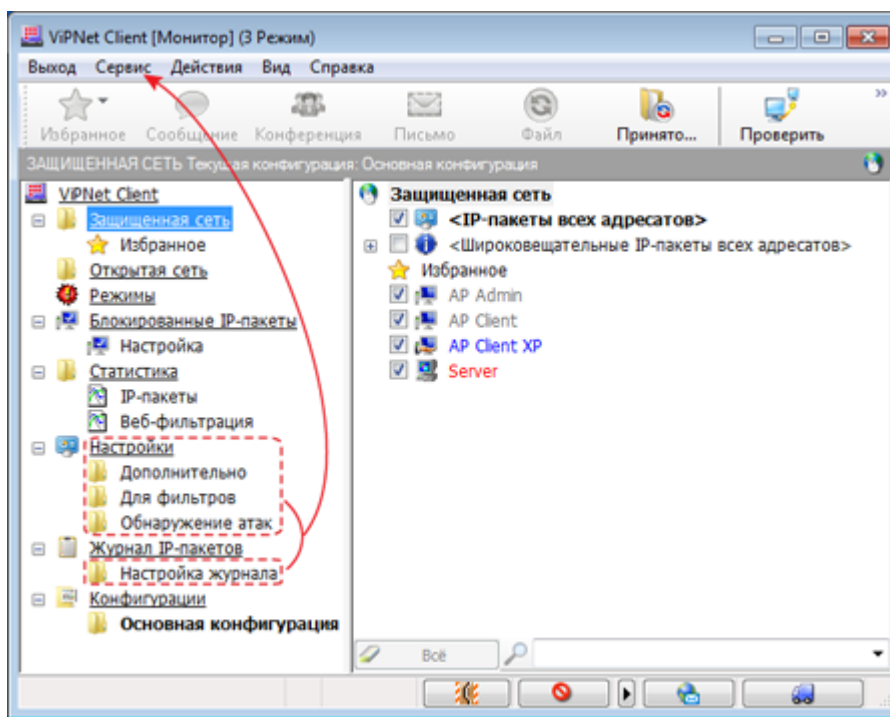 ViPNet Client [Монитор] (3 Режим)
Выход Сервис Действия Вид Справка
Избранное Сообщение Конференция Письмо Файл Принято... Проверить
ЗАЩИЩЕННАЯ СЕТЬ Текущая конфигурация: Основная конфигурация
ViPNet Client
Защищенная сеть
Избранное
Открытая сеть
Режимы
Блокированные IP-пакеты
Настройка
Статистика
IP-пакеты
Веб-фильтрация
Настройки
Дополнительно
Для фильтров
Обнаружение атак
Журнал IP-пакетов
Настройка журнала
Конфигурации
Основная конфигурация
Защищенная сеть
<IP-пакеты всех адресатов>
<Широковещательные IP-пакеты всех адресатов>
Избранное
AP Admin
AP Client
AP Client XP
Server
Всё